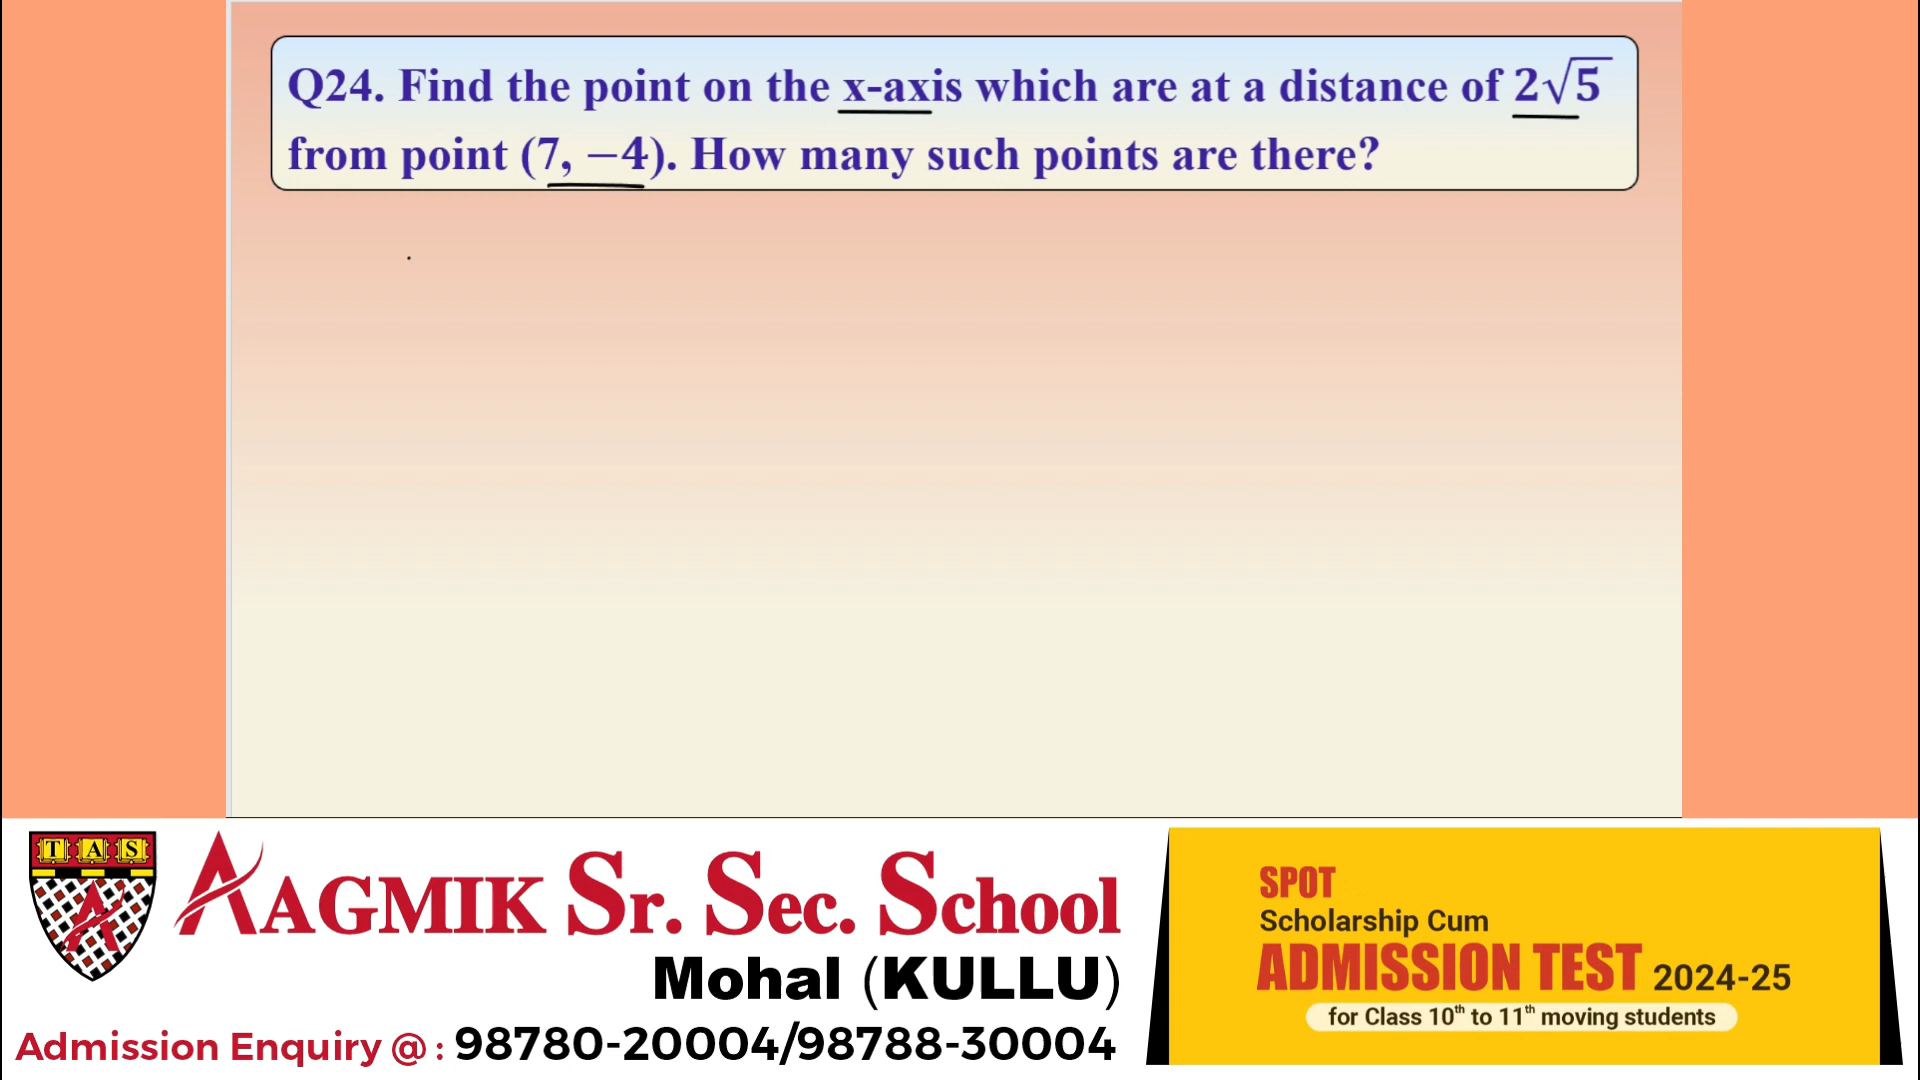 Q24. Find the point on the x-axis which are at a distance of 2√5
from point (7, −4). How many such points are there?
T A S
AAGMIK Sr. Sec. School
Mohal (KULLU)
Admission Enquiry @ : 98780-20004/98788-30004
SPOT
Scholarship Cum
ADMISSION TEST 2024-25
for Class 10th to 11th moving students